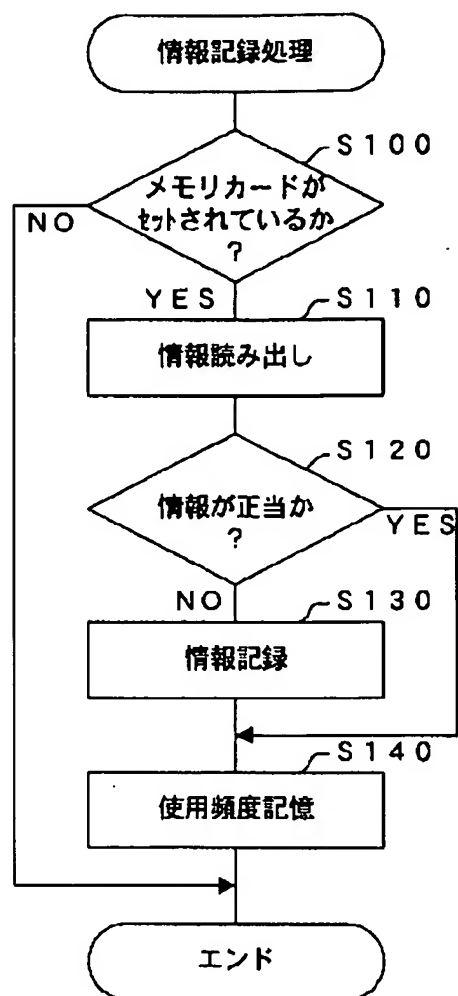 情報記録処理
S100
メモリカードが
ｾｯﾄされているか
?
NO
YES
S110
情報読み出し
S120
情報が正当か
?
YES
NO
S130
情報記録
S140
使用頻度記憶
エンド